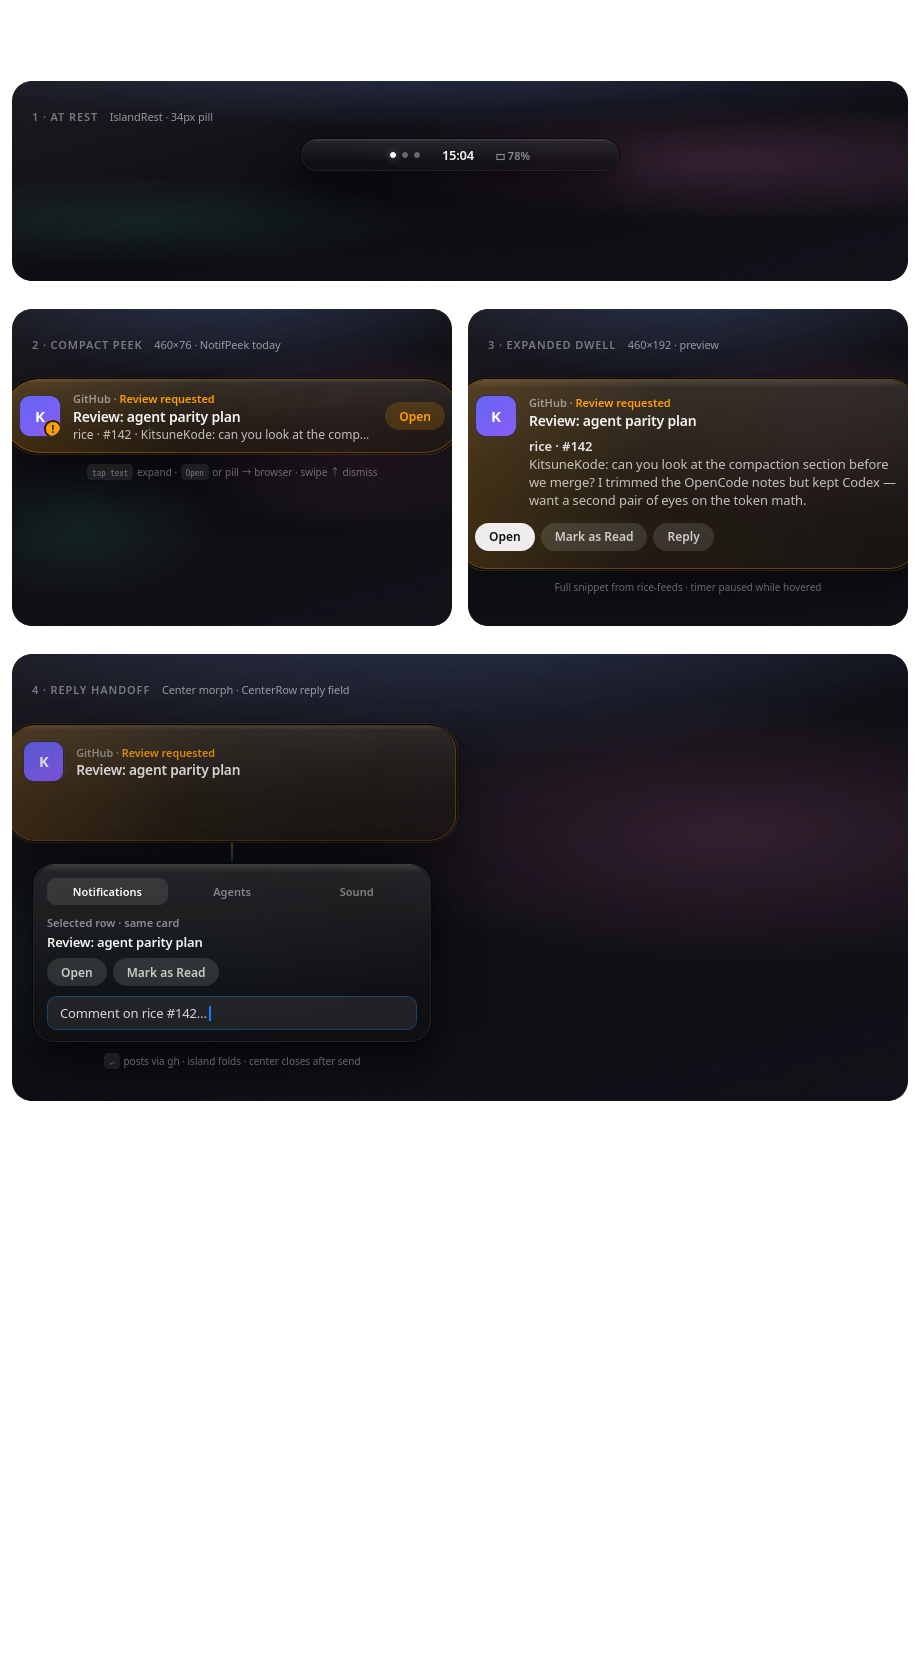 1 · AT REST IslandRest · 34px pill
15:04 78%
2 · COMPACT PEEK 460×76 · NotifPeek today
K
!
GitHub · Review requested
Review: agent parity plan
rice · #142 · KitsuneKode: can you look at the comp...
Open
tap text expand · Open or pill → browser · swipe ↑ dismiss
3 · EXPANDED DWELL 460×192 · preview
K
GitHub · Review requested
Review: agent parity plan
rice · #142
KitsuneKode: can you look at the compaction section before
we merge? I trimmed the OpenCode notes but kept Codex —
want a second pair of eyes on the token math.
Open Mark as Read Reply
Full snippet from rice-feeds · timer paused while hovered
4 · REPLY HANDOFF Center morph · CenterRow reply field
K
GitHub · Review requested
Review: agent parity plan
Notifications Agents Sound
Selected row · same card
Review: agent parity plan
Open Mark as Read
Comment on rice #142...
posts via gh · island folds · center closes after send